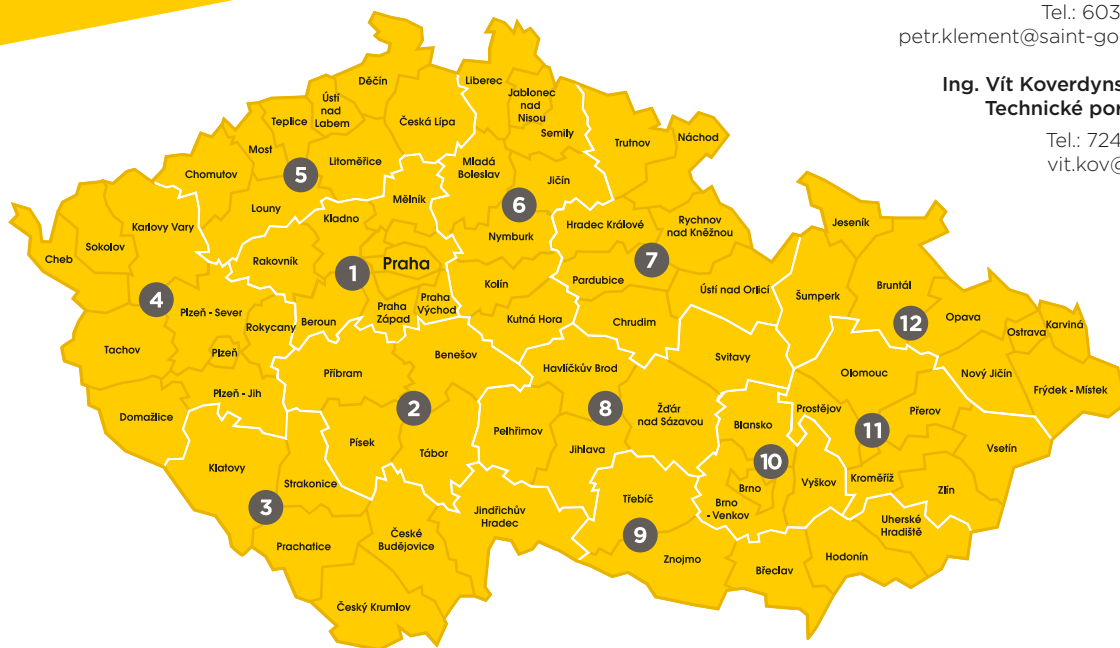 Tel.: 603
petr.klement@saint-go
Ing. Vít Koverdyns
Technické por
Tel.: 724
vit.kov@
Děčín
Liberec
Ústí
nad
Labem
Jablonec
nad
Nisou
Teplice
Česká Lípa
Semily
Trutnov
Náchod
Most
Litoměřice
Chomutov
5
Mladá
Boleslav
Jičín
Mělník
Louny
6
Kladno
Karlovy Vary
Hradec Králové
Rychnov
nad Kněžnou
Jeseník
Sokolov
Nymburk
Cheb
Rakovník
1
Praha
7
Pardubice
Kolín
Bruntál
4
Ústí nad Orlicí
Šumperk
Plzeň - Sever
Praha
Západ
Praha
Východ
Rokycany
Beroun
Kutná Hora
Chrudim
12
Opava
Ostrava
Karviná
Tachov
Plzeň
Benešov
Svitavy
Havlíčkův Brod
Příbram
Olomouc
Nový Jičín
Frýdek - Místek
Plzeň - Jih
2
8
Prostějov
Přerov
Domažlice
Žďár
nad Sázavou
Blansko
11
Pelhřimov
Písek
Tábor
Jihlava
Vsetín
Klatovy
10
Strakonice
Vyškov
Kroměříž
Brno
Zlín
Třebíč
Brno
- Venkov
3
Jindřichův
Hradec
9
Uherské
Hradiště
České
Budějovice
Prachatice
Znojmo
Hodonín
Břeclav
Český Krumlov